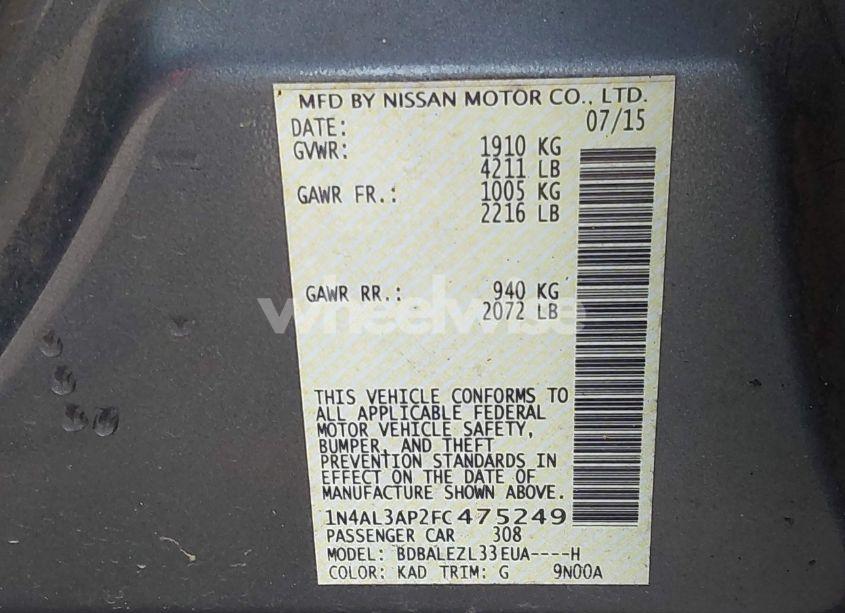 MFD BY NISSAN MOTOR CO., LTD.
DATE: 07/15
GVWR: 1910 KG
4211 LB
GAWR FR.: 1005 KG
2216 LB
GAWR RR.: 940 KG
2072 LB
wheelwise
THIS VEHICLE CONFORMS TO
ALL APPLICABLE FEDERAL
MOTOR VEHICLE SAFETY,
BUMPER, AND THEFT
PREVENTION STANDARDS IN
EFFECT ON THE DATE OF
MANUFACTURE SHOWN ABOVE.
1N4AL3AP2FC475249
PASSENGER CAR 308
MODEL: BDBALEZL33EUA----H
COLOR: KAD TRIM: G 9N00A